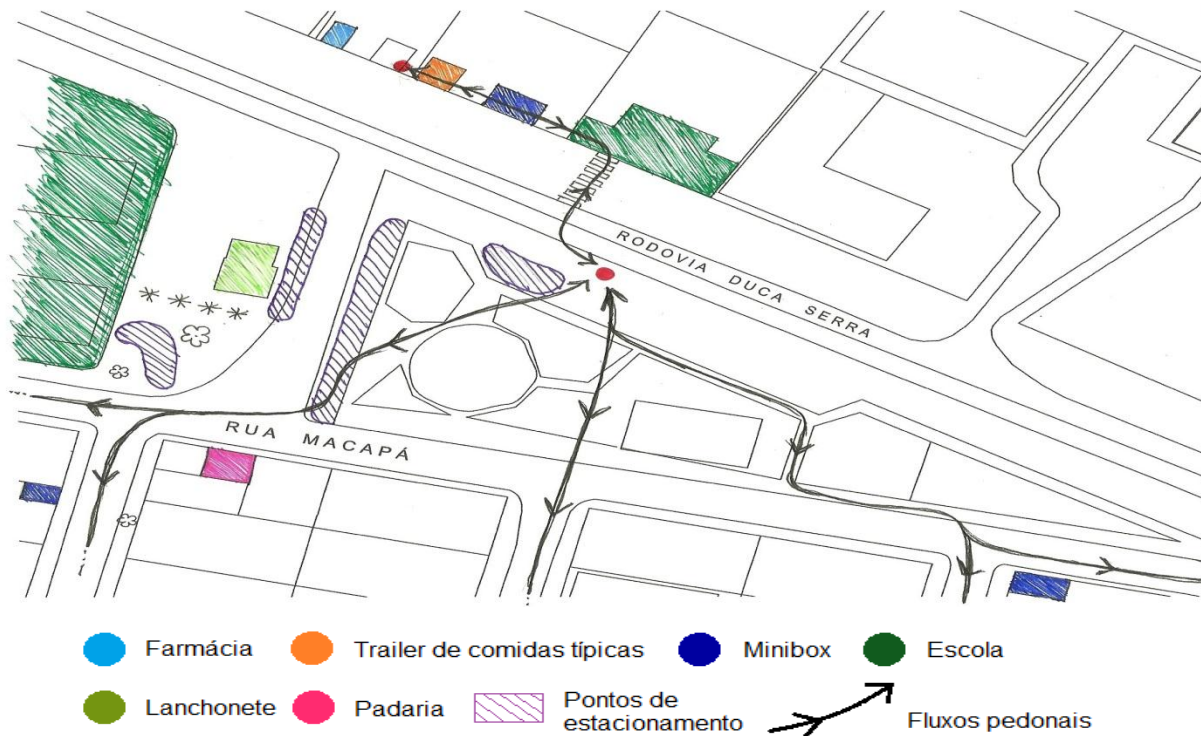 RODOVIA DUCA SERRA
RUA MACAPÁ
Farmácia
Trailer de comidas típicas
Minibox
Escola
Lanchonete
Padaria
Pontos de
estacionamento
Fluxos pedonais